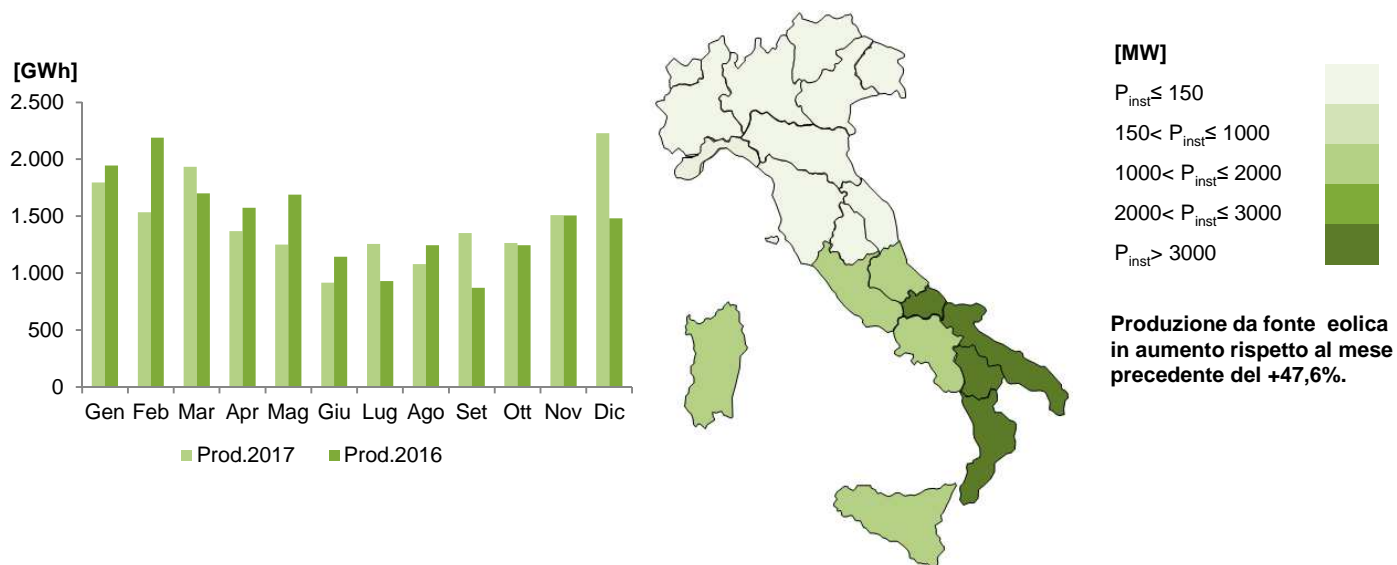 [GWh]
2.500
2.000
1.500
1.000
500
0
Gen Feb Mar Apr Mag Giu Lug Ago Set Ott Nov Dic
Prod.2017 Prod.2016
[MW]
Pinst≤ 150
150< Pinst≤ 1000
1000< Pinst≤ 2000
2000< Pinst≤ 3000
Pinst> 3000
Produzione da fonte eolica
in aumento rispetto al mese
precedente del +47,6%.